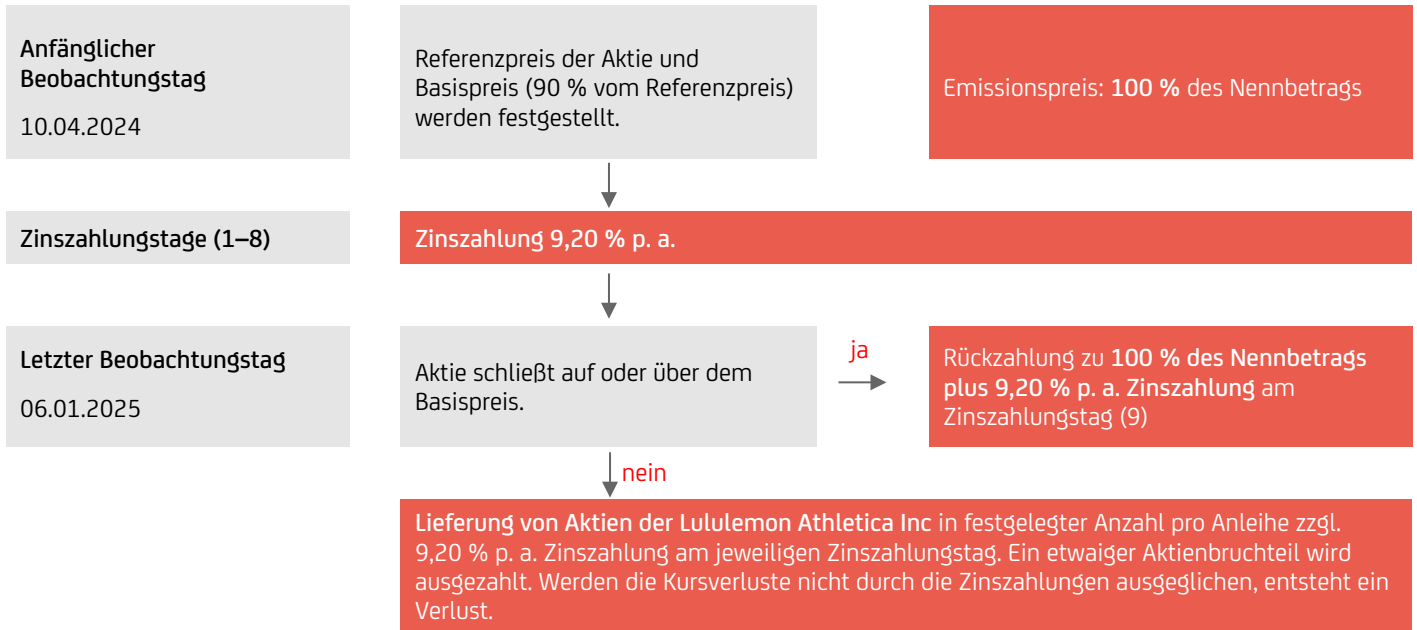 Anfänglicher
Beobachtungstag
10.04.2024
Referenzpreis der Aktie und
Basispreis (90 % vom Referenzpreis)
werden festgestellt.
Emissionspreis: 100 % des Nennbetrags
Zinszahlungstage (1–8)
Zinszahlung 9,20 % p. a.
Letzter Beobachtungstag
06.01.2025
Aktie schließt auf oder über dem
Basispreis.
ja
Rückzahlung zu 100 % des Nennbetrags
plus 9,20 % p. a. Zinszahlung am
Zinszahlungstag (9)
nein
Lieferung von Aktien der Lululemon Athletica Inc in festgelegter Anzahl pro Anleihe zzgl.
9,20 % p. a. Zinszahlung am jeweiligen Zinszahlungstag. Ein etwaiger Aktienbruchteil wird
ausgezahlt. Werden die Kursverluste nicht durch die Zinszahlungen ausgeglichen, entsteht ein
Verlust.